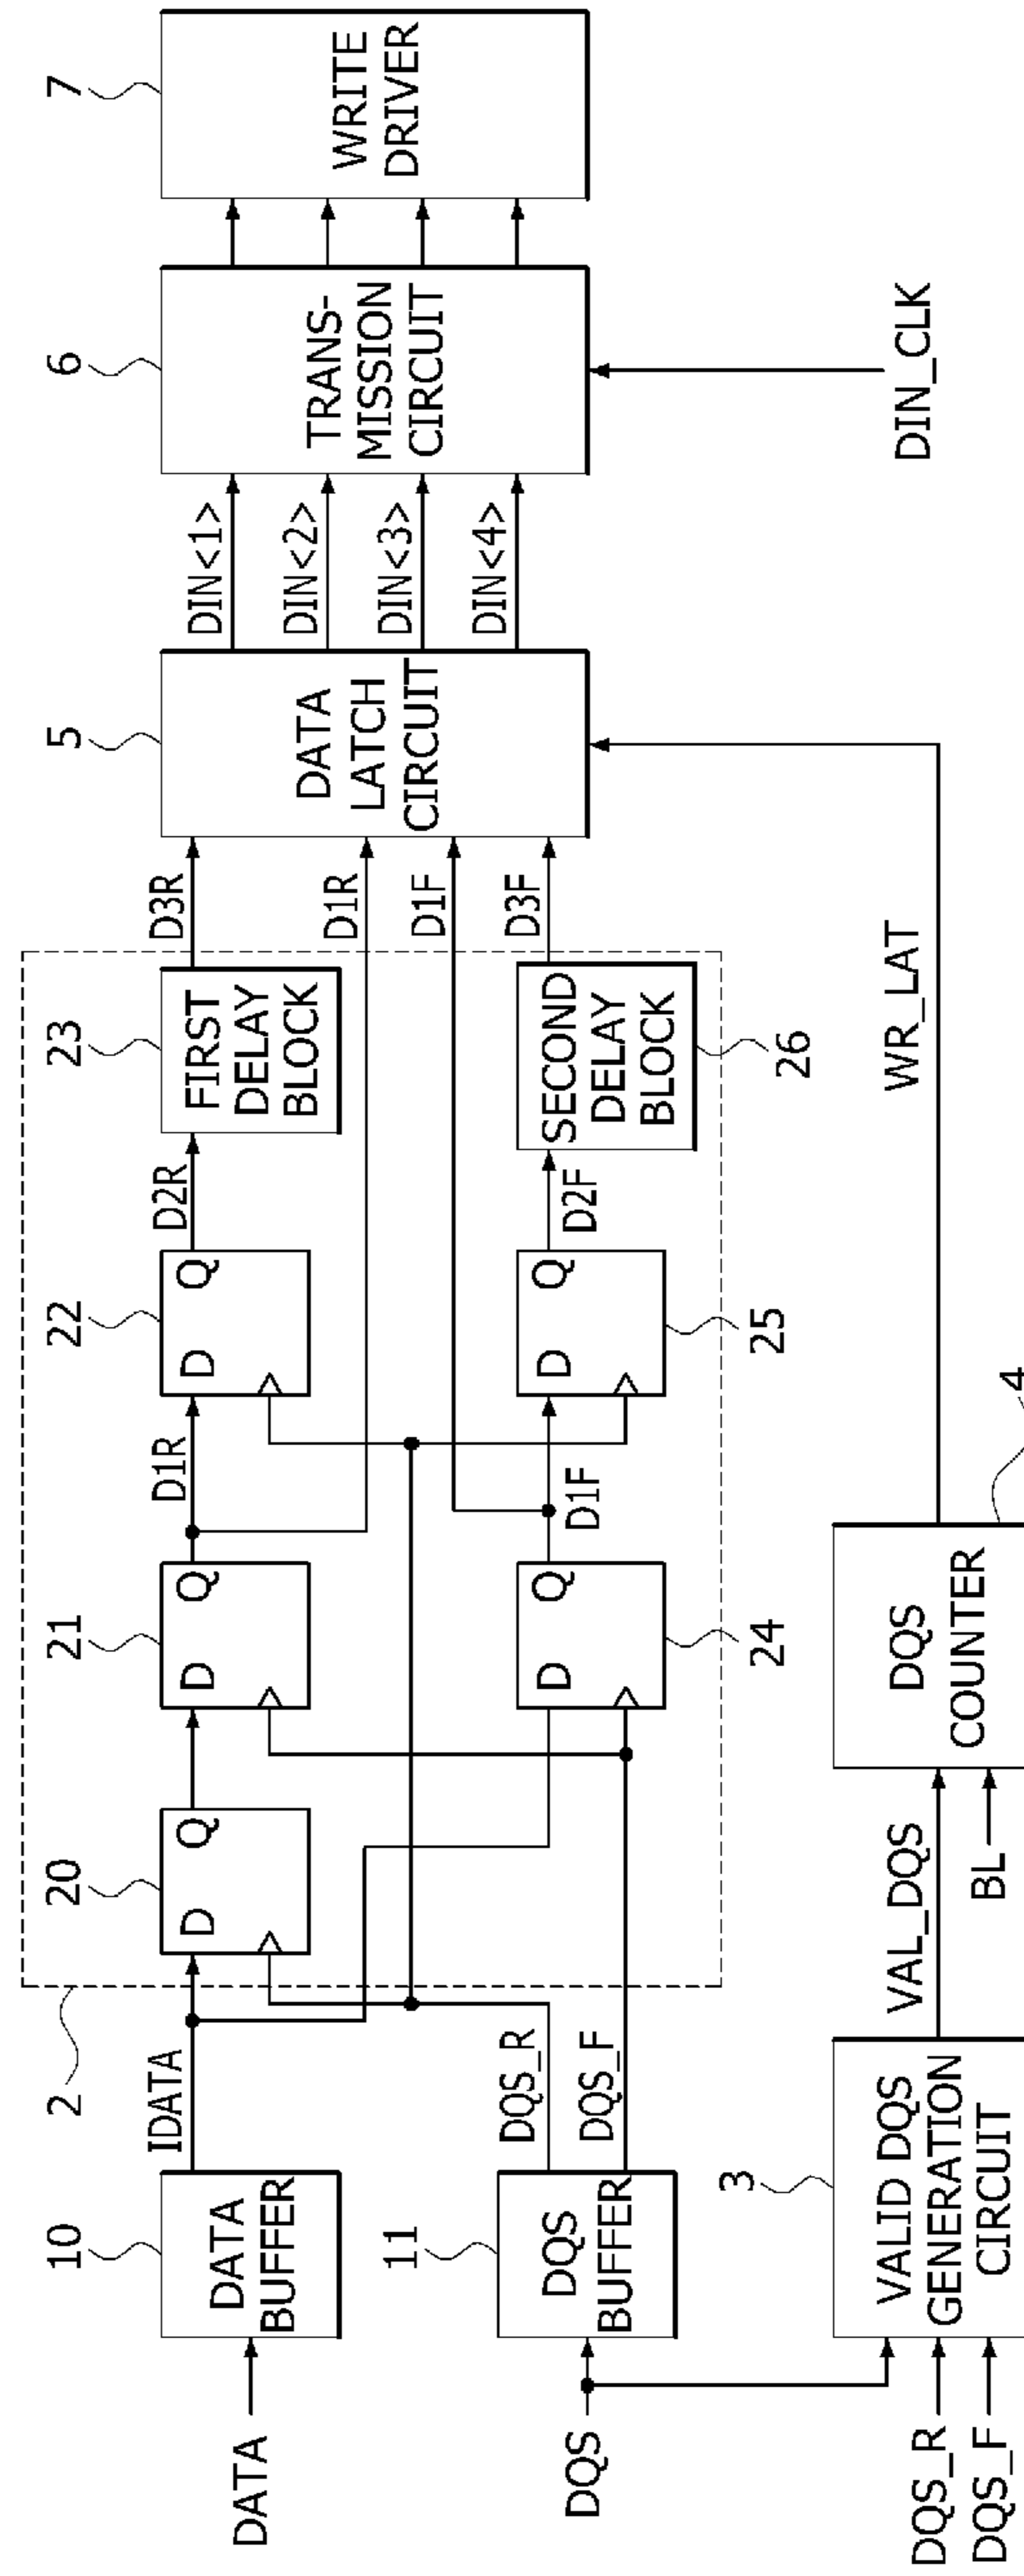 10
DATA
BUFFER
DATA
IDATA
2
20
D
Q
21
D
Q
D1R
22
D
Q
D2R
23
FIRST
DELAY
BLOCK
D3R
D1R
D1F
D3F
5
DATA
LATCH
CIRCUIT
DIN<1>
DIN<2>
DIN<3>
DIN<4>
6
TRANS-
MISSION
CIRCUIT
DIN_CLK
7
WRITE
DRIVER
11
DQS
BUFFER
DQS
DQS_R
DQS_F
D
Q
24
D1F
D
Q
25
D2F
SECOND
DELAY
BLOCK
26
3
VALID DQS
GENERATION
CIRCUIT
DQS_R
DQS_F
VAL_DQS
BL
DQS
COUNTER
4
WR_LAT